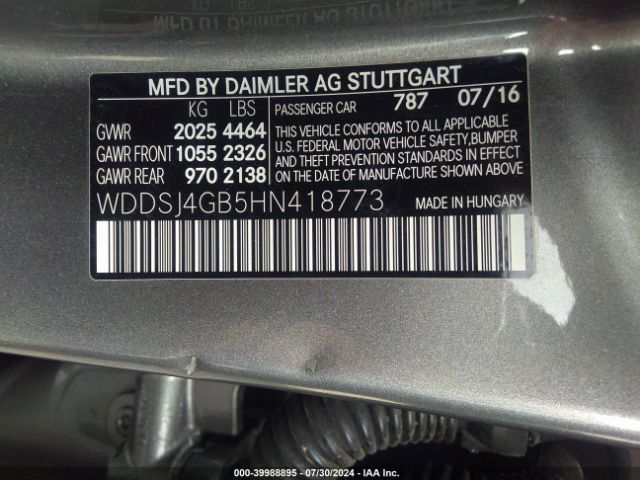 MFD BY DAIMLER AG STUTTGART
KG LBS
GVWR 2025 4464
GAWR FRONT 1055 2326
GAWR REAR 970 2138
PASSENGER CAR 787 07/16
THIS VEHICLE CONFORMS TO ALL APPLICABLE
U.S. FEDERAL MOTOR VEHICLE SAFETY, BUMPER
AND THEFT PREVENTION STANDARDS IN EFFECT
ON THE DATE OF MANUFACTURE SHOWN ABOVE.
WDDSJ4GB5HN418773 MADE IN HUNGARY
000-39988895 - 07/30/2024 - IAA Inc.